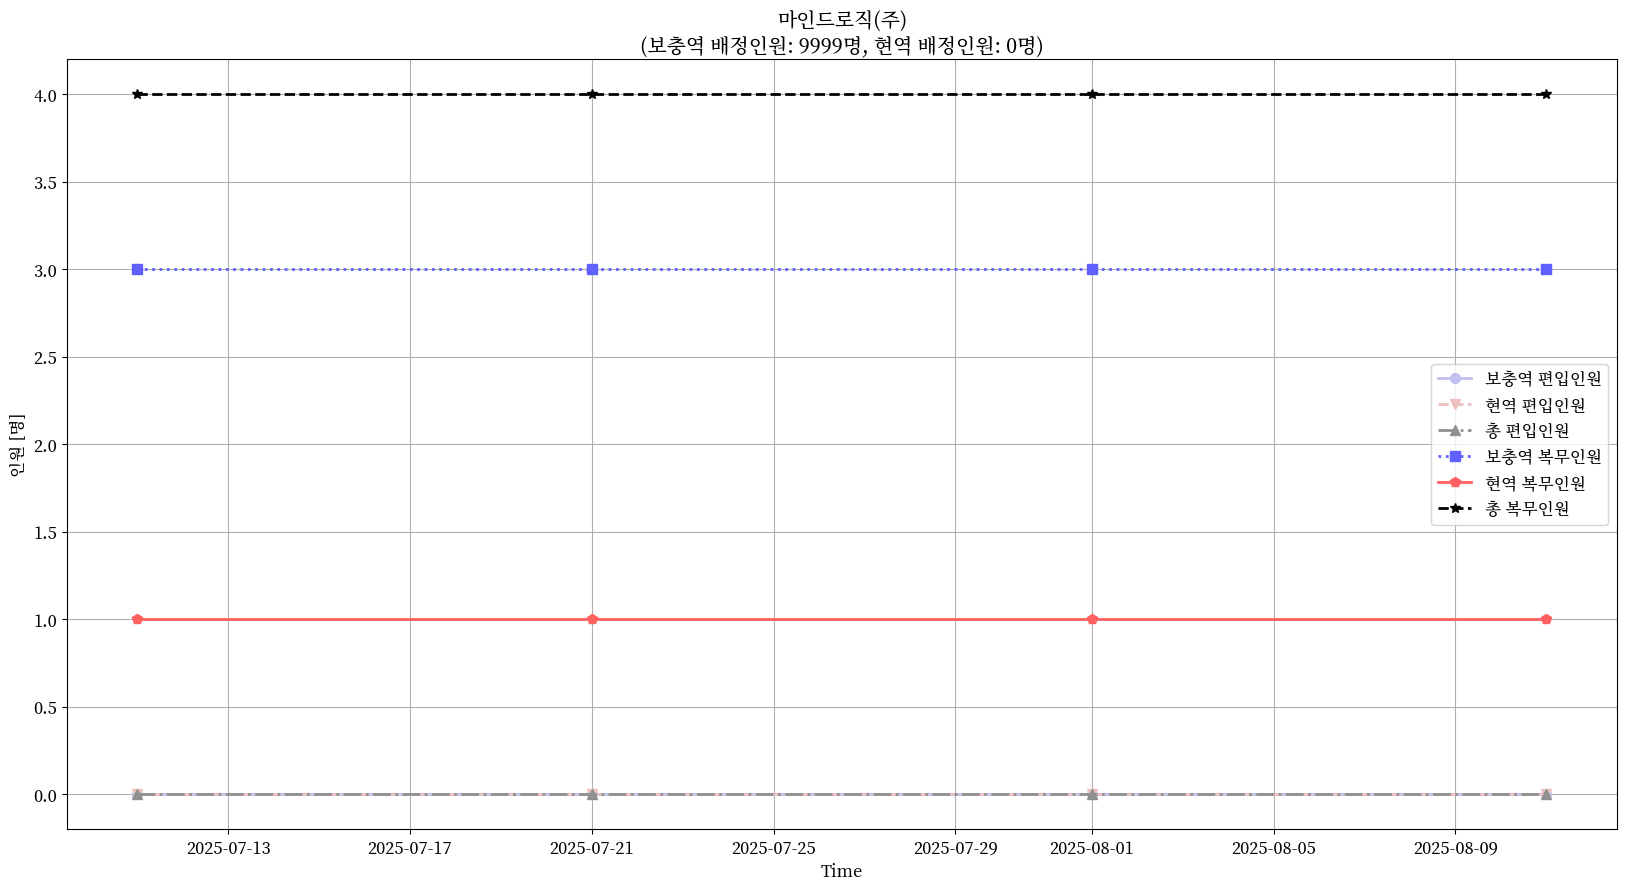 마인드로직(주)
(보충역 배정인원: 9999명, 현역 배정인원: 0명)
인원 [명]
4.0
3.5
3.0
2.5
2.0
1.5
1.0
0.5
0.0
보충역 편입인원
현역 편입인원
총 편입인원
보충역 복무인원
현역 복무인원
총 복무인원
2025-07-13
2025-07-17
2025-07-21
2025-07-25
2025-07-29
2025-08-01
2025-08-05
2025-08-09
Time